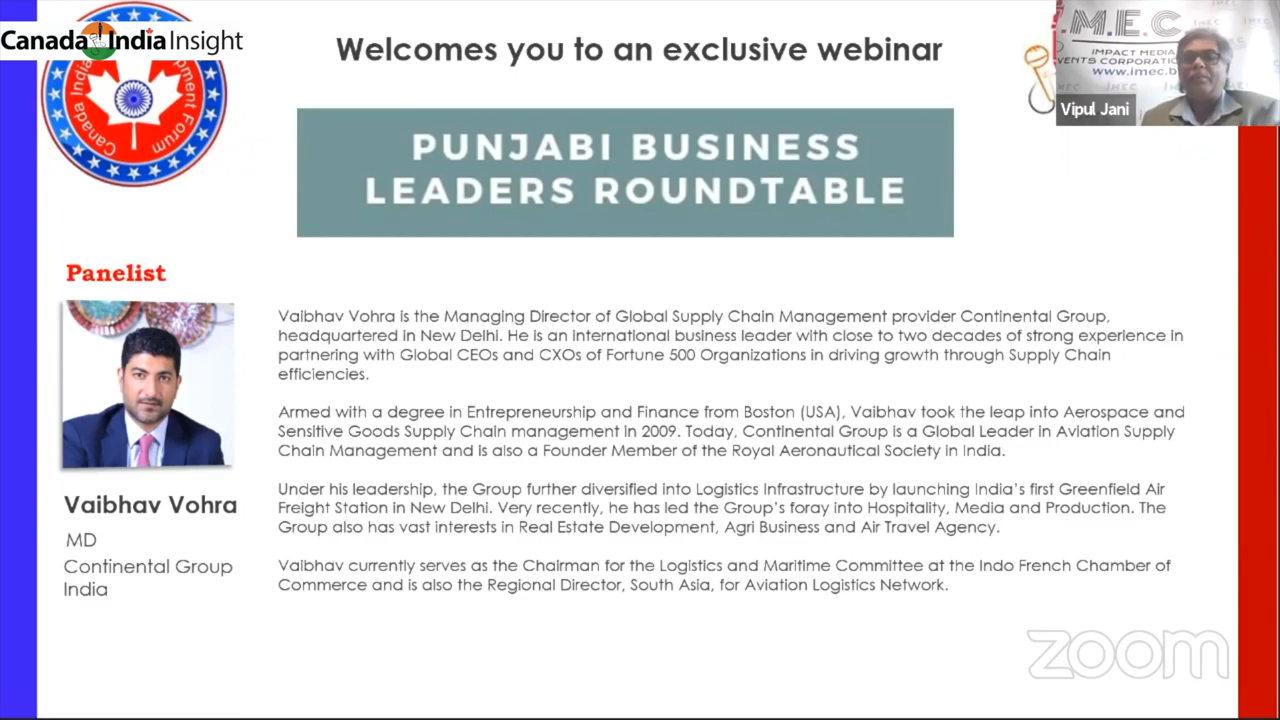 Canada India Insight
Welcomes you to an exclusive webinar
I.M.E.C
IMPACT MEDIA
www.imec.b
Vipul Jani
Canada India
Forum
PUNJABI BUSINESS
LEADERS ROUNDTABLE
Panelist
Vaibhav Vohra is the Managing Director of Global Supply Chain Management provider Continental Group,
headquartered in New Delhi. He is an International business leader with close to two decades of strong experience in
partnering with Global CEOs and CXOs of Fortune 500 Organizations in driving growth through Supply Chain
efficiencies.
Armed with a degree in Entrepreneurship and Finance from Boston (USA), Vaibhav took the leap into Aerospace and
Sensitive Goods Supply Chain management in 2009. Today, Continental Group is a Global Leader in Aviation Supply
Chain Management and is also a Founder Member of the Royal Aeronautical Society in India.
Under his leadership, the Group further diversified into Logistics Infrastructure by launching India's first Greenfield Air
Freight Station in New Delhi. Very recently, he has led the Group's foray into Hospitality, Media and Production. The
Group also has vast interests in Real Estate Development, Agri Business and Air Travel Agency.
Vaibhav currently serves as the Chairman for the Logistics and Maritime Committee at the Indo French Chamber of
Commerce and is also the Regional Director, South Asia, for Aviation Logistics Network.
Vaibhav Vohra
MD
Continental Group
India
zoom